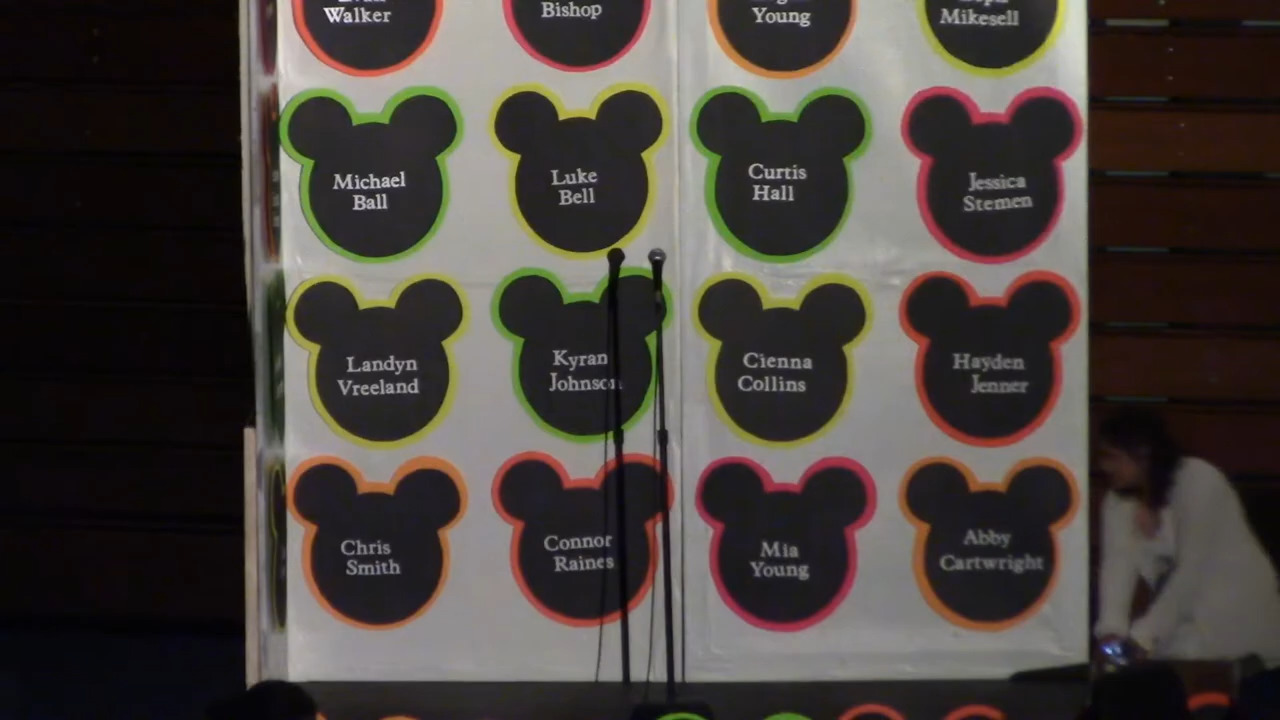 Walker
Bishop
Young
Mikesell
Michael
Ball
Luke
Bell
Curtis
Hall
Jessica
Stemen
Landyn
Vreeland
Kyran
Johnson
Cienna
Collins
Hayden
Jenner
Chris
Smith
Connor
Raines
Mia
Young
Abby
Cartwright